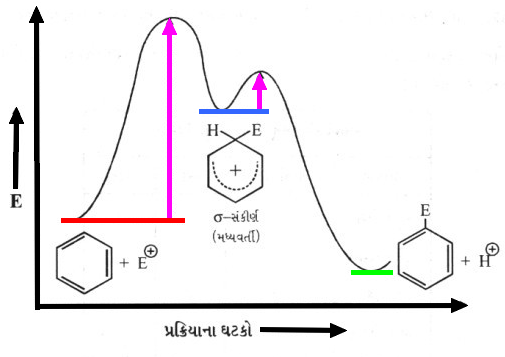 E
H E
+
σ–સંકીર્ણ
(મધ્યવર્તી)
+ E⊕
E
+ H⊕
પ્રક્રિયાના ઘટકો